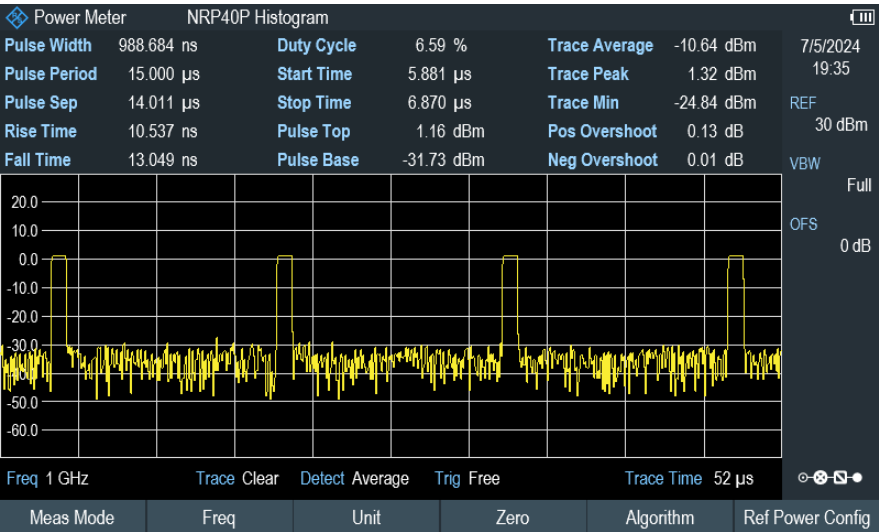 Power Meter NRP40P Histogram
Pulse Width 988.684 ns Duty Cycle 6.59 % Trace Average -10.64 dBm 7/5/2024
Pulse Period 15.000 µs Start Time 5.881 µs Trace Peak 1.32 dBm 19:35
Pulse Sep 14.011 µs Stop Time 6.870 µs Trace Min -24.84 dBm REF
Rise Time 10.537 ns Pulse Top 1.16 dBm Pos Overshoot 0.13 dB 30 dBm
Fall Time 13.049 ns Pulse Base -31.73 dBm Neg Overshoot 0.01 dB VBW
Full
20.0
OFS
10.0
0 dB
0.0
-10.0
-20.0
-30.0
-40.0
-50.0
-60.0
Freq 1 GHz Trace Clear Detect Average Trig Free Trace Time 52 µs
Meas Mode Freq Unit Zero Algorithm Ref Power Config